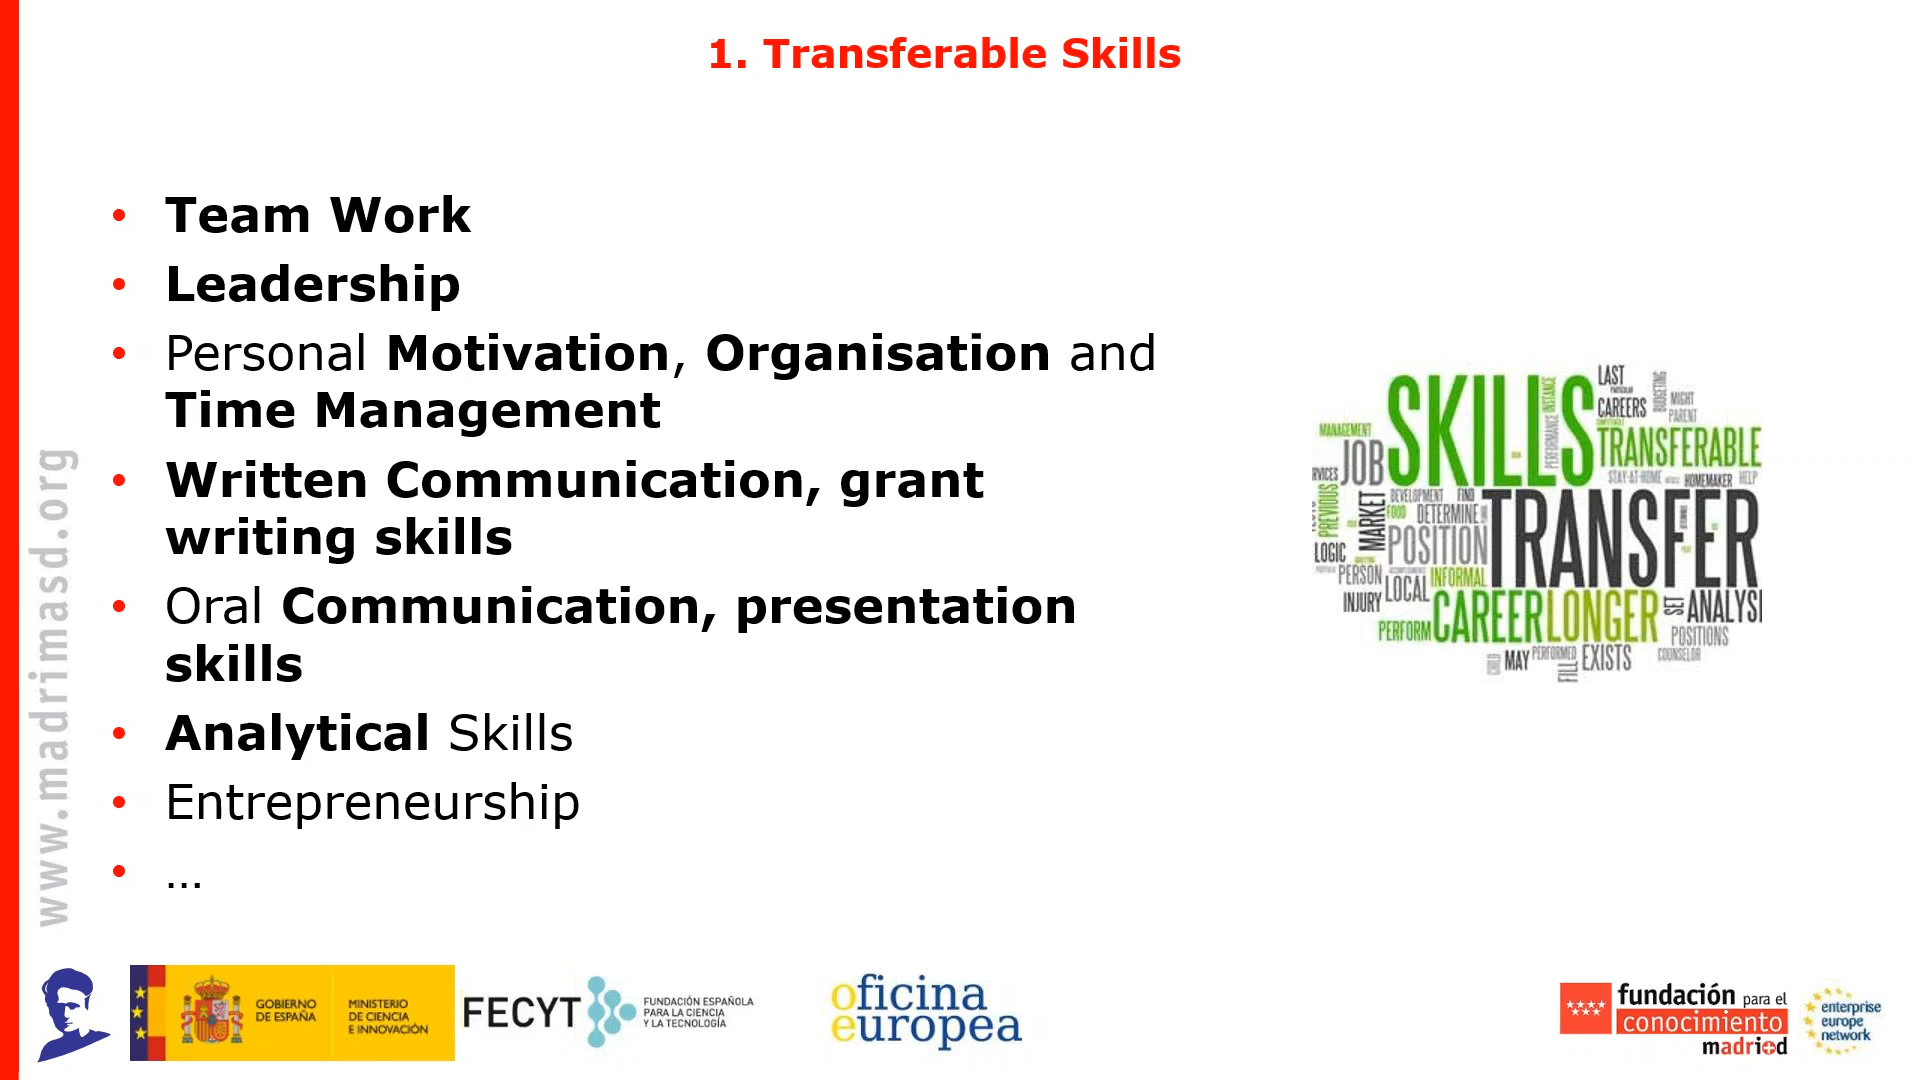 1. Transferable Skills
• Team Work
• Leadership
• Personal Motivation, Organisation and
Time Management
• Written Communication, grant
writing skills
• Oral Communication, presentation
skills
• Analytical Skills
• Entrepreneurship
• ...
www.madrimasd.org
LAST
CAREERS
BUDGETING
MIGHT
PARENT
SKILLS
INSTANCE
PERFORMANCE
MANAGEMENT
JOB
TRANSFERABLE
STAY-AT-HOME
HOMEMAKER
HELP
RVICES
PREVIOUS
MARKET
DEVELOPMENT
FIND
FOOD
DETERMINE
POSITION
TRANSFER
LOGIC
PERSON
LOCAL
INFORMAL
INJURY
PERFORM
CAREER
LONGER
SET
ANALYSI
POSITIONS
MAY
PERFORMED
FILL
EXISTS
COUNSELOR
GOBIERNO
DE ESPAÑA
MINISTERIO
DE CIENCIA
E INNOVACIÓN
FECYT
FUNDACIÓN ESPAÑOLA
PARA LA CIENCIA
Y LA TECNOLOGÍA
oficina
europea
fundación para el
conocimiento
madri+d
enterprise
europe
network